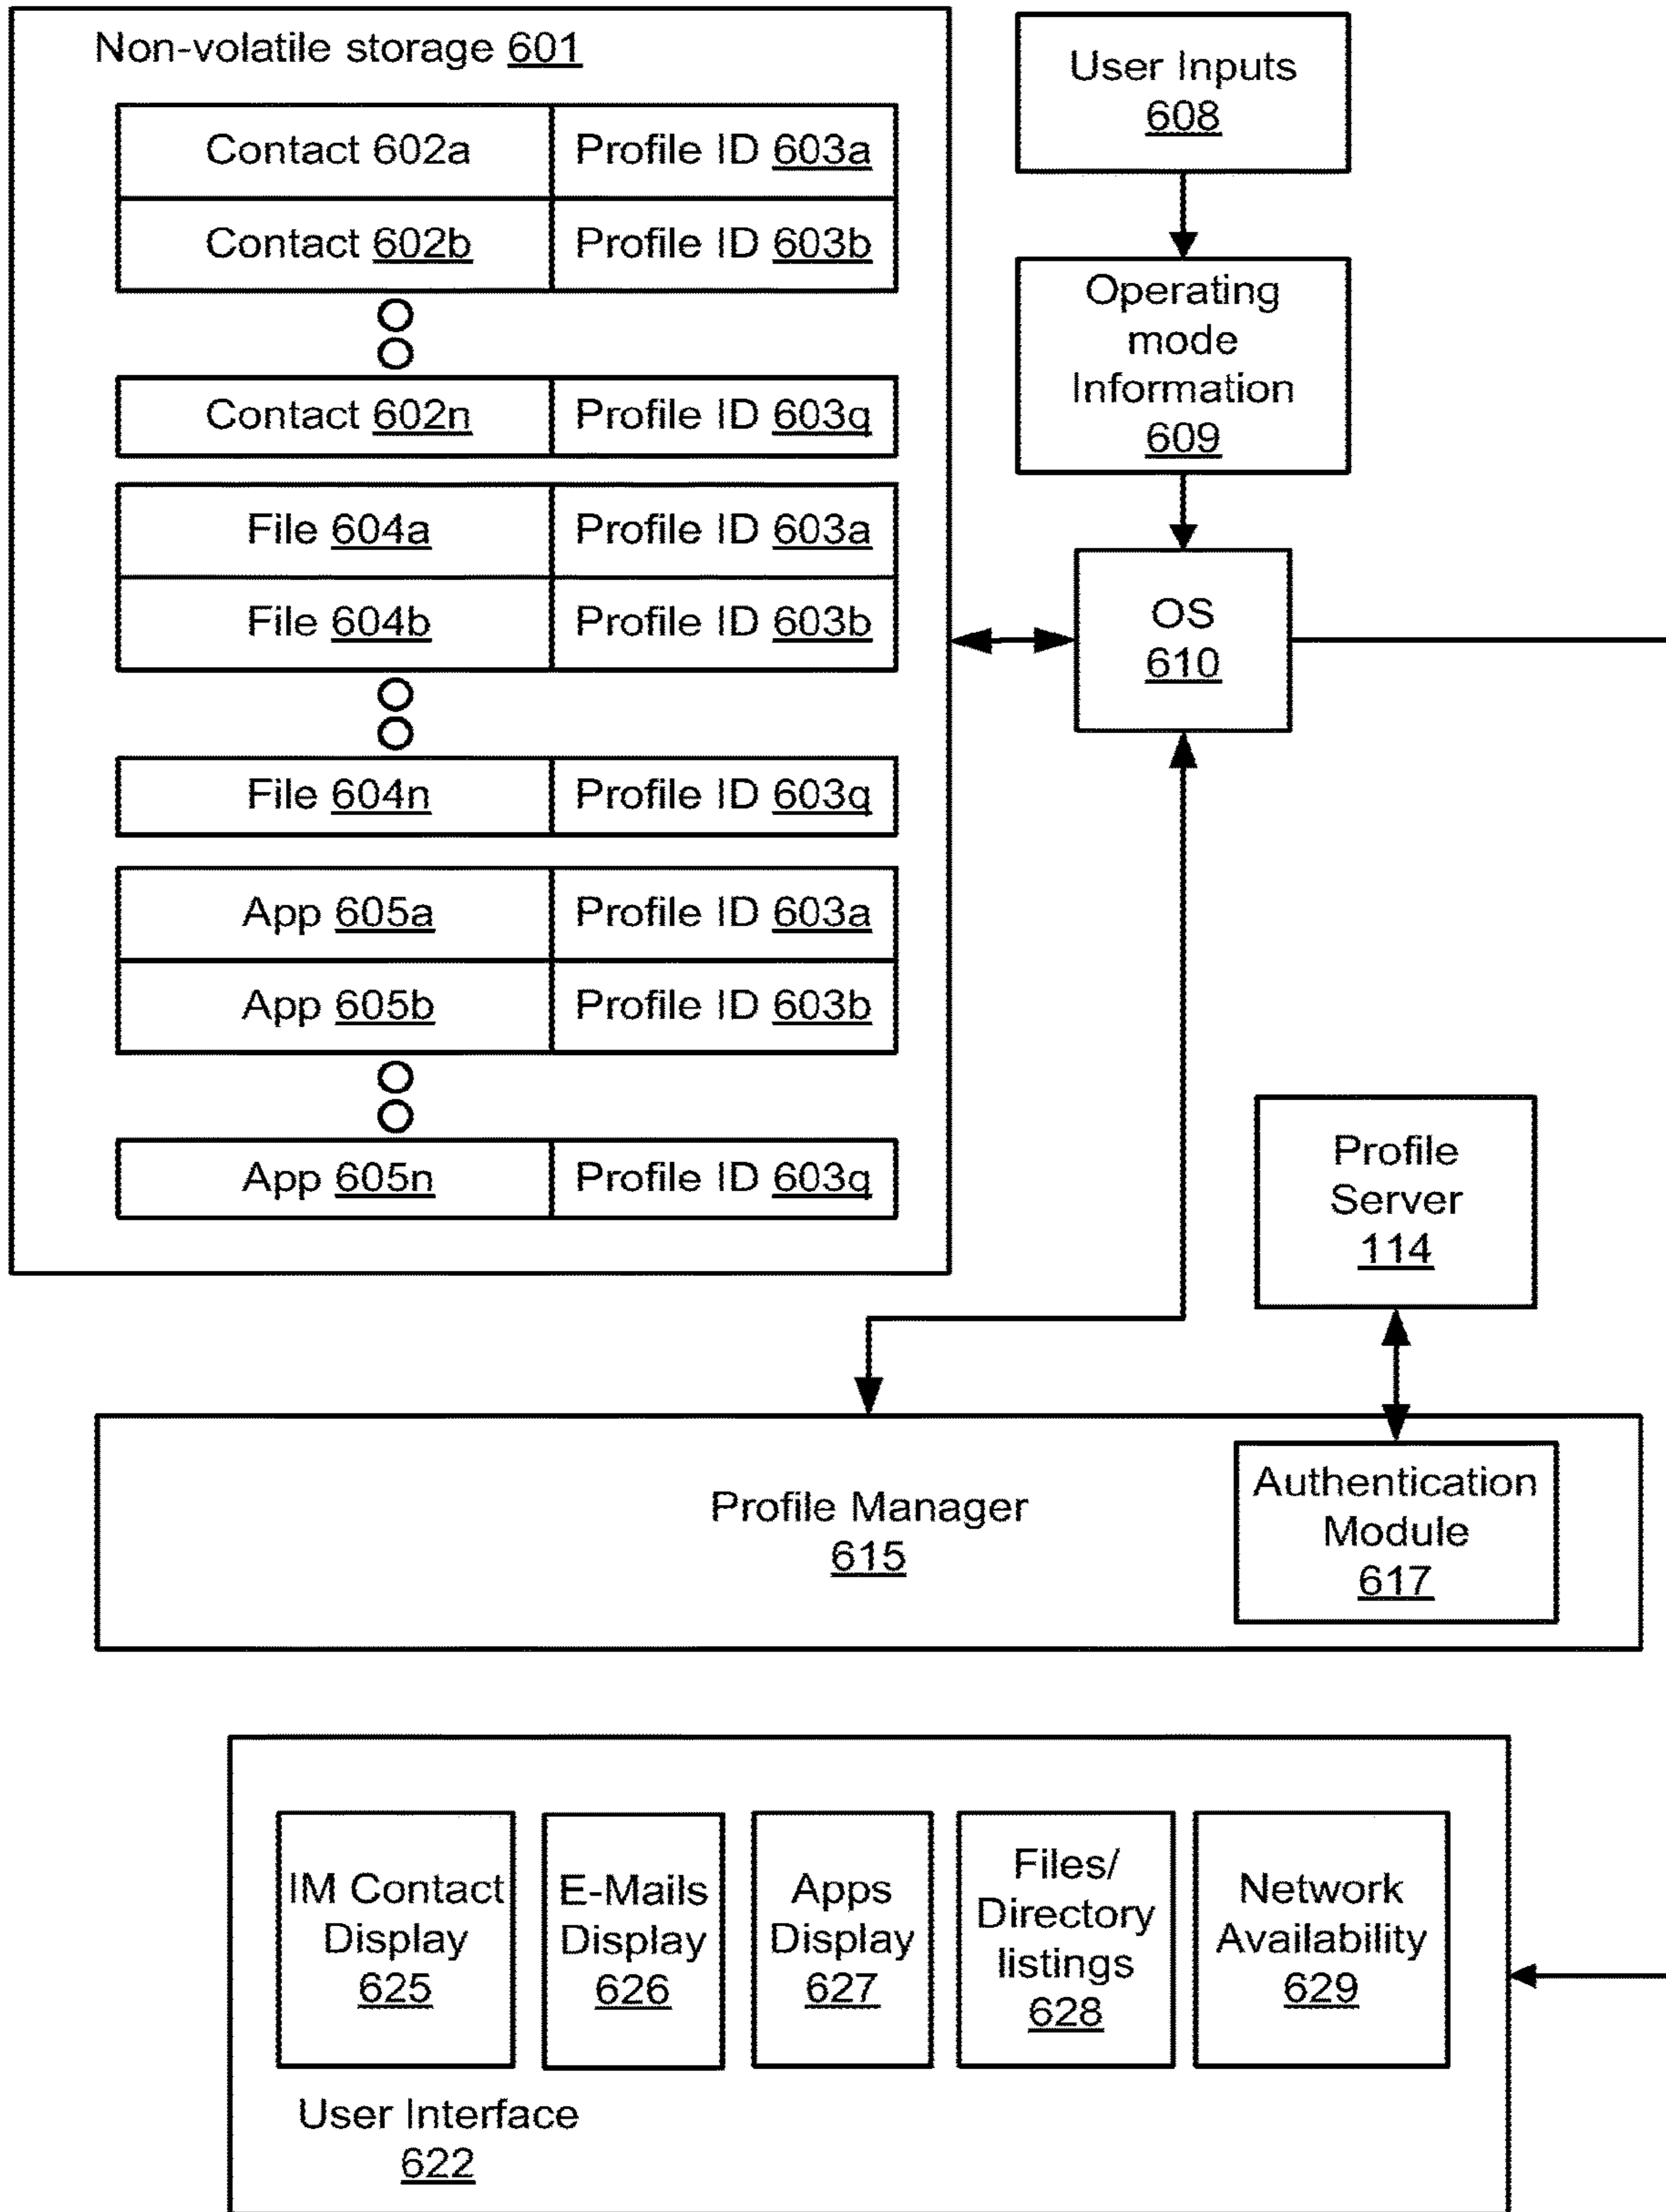 Non-volatile storage 601
Contact 602a Profile ID 603a
Contact 602b Profile ID 603b
Contact 602n Profile ID 603q
File 604a Profile ID 603a
File 604b Profile ID 603b
File 604n Profile ID 603q
App 605a Profile ID 603a
App 605b Profile ID 603b
App 605n Profile ID 603q
User Inputs
608
Operating
mode
Information
609
OS
610
Profile
Server
114
Profile Manager
615
Authentication
Module
617
IM Contact
Display
625
E-Mails
Display
626
Apps
Display
627
Files/
Directory
listings
628
Network
Availability
629
User Interface
622